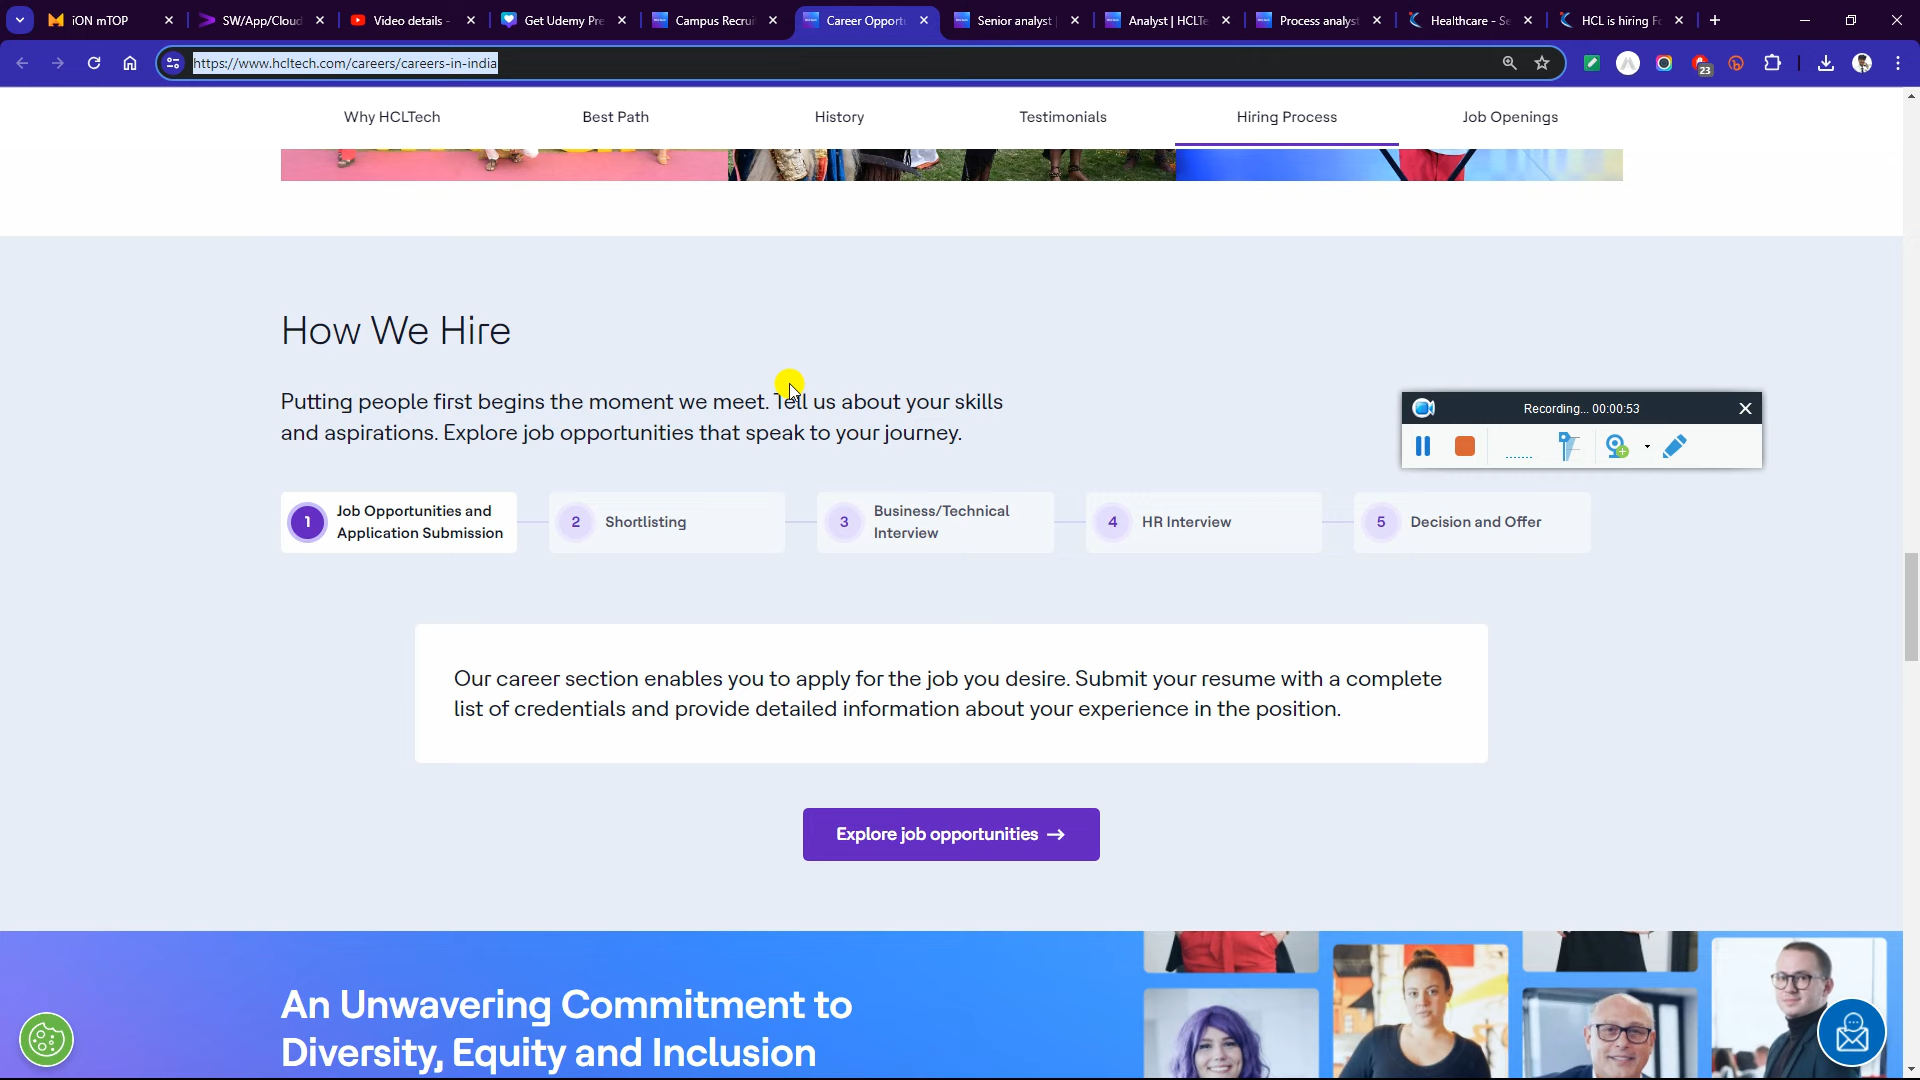 iON mTOP
SW/App/Cloud
Video details -
Get Udemy Pre
Campus Recrui
Career Opport
Senior analyst
Analyst | HCLTe
Process analyst
Healthcare - Se
HCL is hiring Fo
https://www.hcltech.com/careers/careers-in-india
23
Why HCLTech
Best Path
History
Testimonials
Hiring Process
Job Openings
How We Hire
Putting people first begins the moment we meet. Tell us about your skills
and aspirations. Explore job opportunities that speak to your journey.
Recording... 00:00:53
1
Job Opportunities and
Application Submission
2
Shortlisting
3
Business/Technical
Interview
4
HR Interview
5
Decision and Offer
Our career section enables you to apply for the job you desire. Submit your resume with a complete
list of credentials and provide detailed information about your experience in the position.
Explore job opportunities →
An Unwavering Commitment to
Diversity, Equity and Inclusion